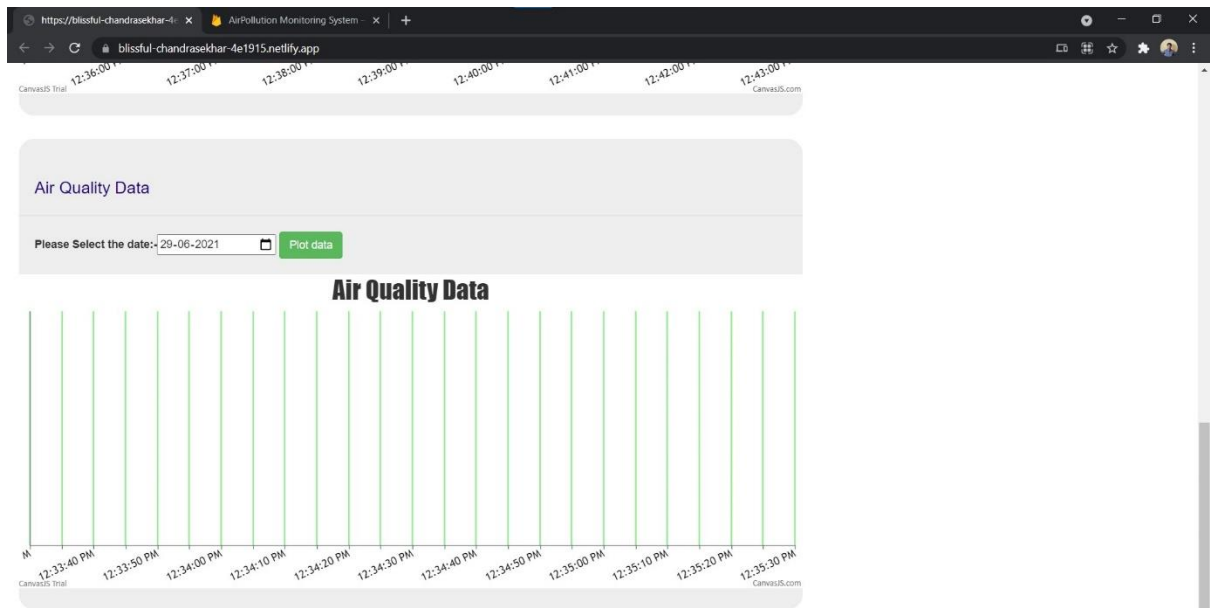 https://blissful-chandrasekhar-4e
AirPollution Monitoring System -
blissful-chandrasekhar-4e1915.netlify.app
12:36:00 12:37:00 12:38:00 12:39:00 12:40:00 12:41:00 12:42:00 12:43:00
CanvasJS Trial CanvasJS.com
Air Quality Data
Please Select the date:- 29-06-2021 Plot data
Air Quality Data
M 12:33:40 PM 12:33:50 PM 12:34:00 PM 12:34:10 PM 12:34:20 PM 12:34:30 PM 12:34:40 PM 12:34:50 PM 12:35:00 PM 12:35:10 PM 12:35:20 PM 12:35:30 PM
CanvasJS Trial CanvasJS.com